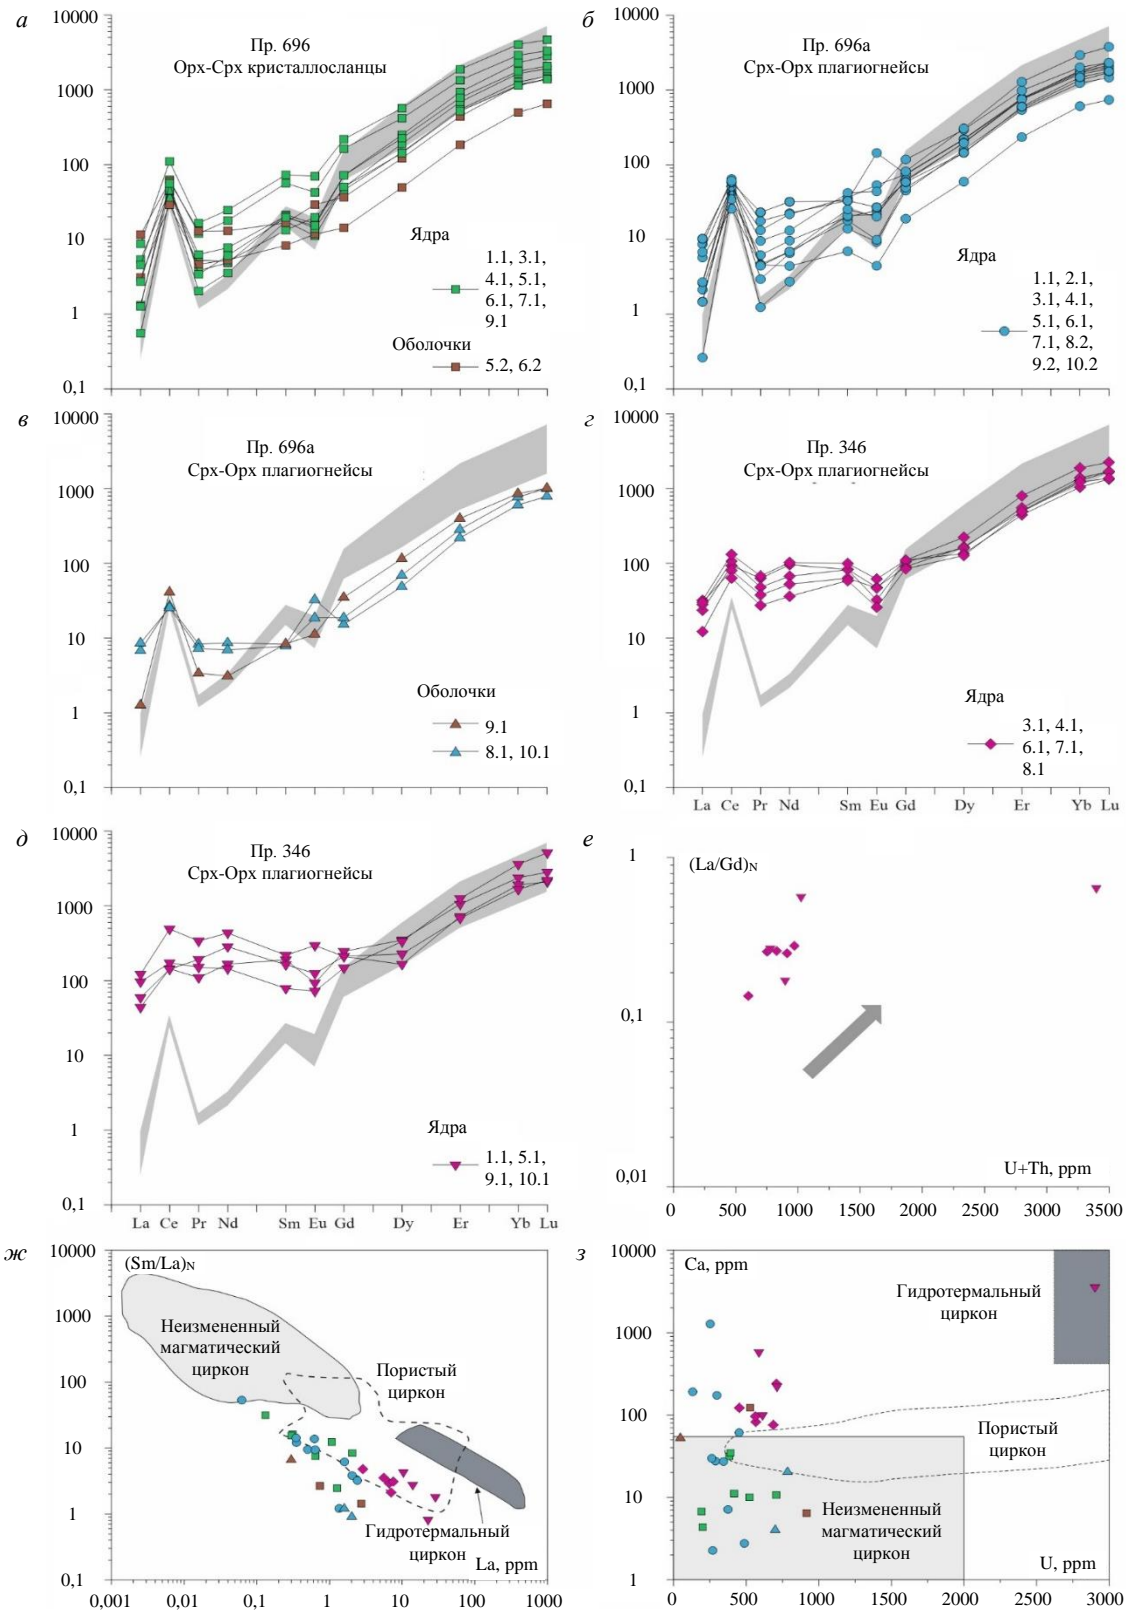 а
10000
1000
100
10
1
0,1
Пр. 696
Opx-Cpx кристаллосланцы
Ядра
1.1, 3.1,
4.1, 5.1,
6.1, 7.1,
9.1
Оболочки
5.2, 6.2
б
10000
1000
100
10
1
0,1
Пр. 696а
Cpx-Opx плагиогнейсы
Ядра
1.1, 2.1,
3.1, 4.1,
5.1, 6.1,
7.1, 8.2,
9.2, 10.2
в
10000
1000
100
10
1
0,1
Пр. 696а
Cpx-Opx плагиогнейсы
Оболочки
9.1
8.1, 10.1
г
10000
1000
100
10
1
0,1
Пр. 346
Cpx-Opx плагиогнейсы
Ядра
3.1, 4.1,
6.1, 7.1,
8.1
La Ce Pr Nd Sm Eu Gd Dy Er Yb Lu
д
10000
1000
100
10
1
0,1
Пр. 346
Cpx-Opx плагиогнейсы
Ядра
1.1, 5.1,
9.1, 10.1
La Ce Pr Nd Sm Eu Gd Dy Er Yb Lu
е
1
0,1
0,01
(La/Gd)N
U+Th, ppm
0 500 1000 1500 2000 2500 3000 3500
ж
10000
1000
100
10
1
0,1
(Sm/La)N
Неизмененный
магматический
циркон
Пористый
циркон
Гидротермальный
циркон
La, ppm
0,001 0,01 0,1 1 10 100 1000
з
10000
1000
100
10
1
Ca, ppm
Гидротермальный
циркон
Пористый
циркон
Неизмененный
магматический
циркон
U, ppm
0 500 1000 1500 2000 2500 3000